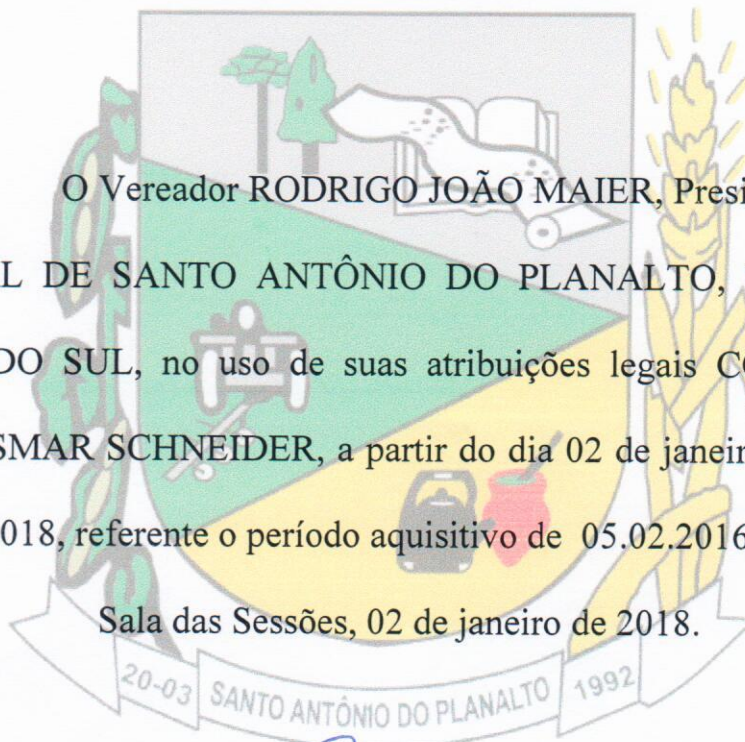 O Vereador RODRIGO JOÃO MAIER, Presi
L DE SANTO ANTÔNIO DO PLANALTO,
DO SUL, no uso de suas atribuições legais CO
SMAR SCHNEIDER, a partir do dia 02 de janeir
018, referente o período aquisitivo de 05.02.2016
Sala das Sessões, 02 de janeiro de 2018.
20-03 SANTO ANTÔNIO DO PLANALTO 1992